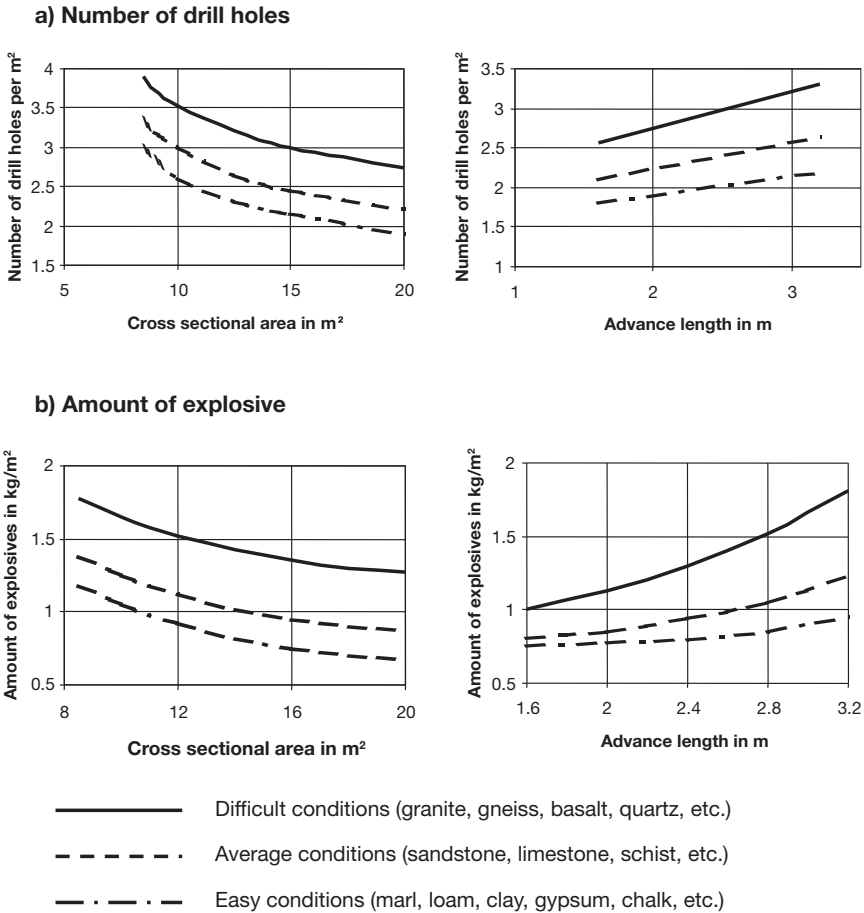 a) Number of drill holes
Number of drill holes per m²
4
3.5
3
2.5
2
1.5
5
10
15
20
Cross sectional area in m²
Number of drill holes per m²
3.5
3
2.5
2
1.5
1
1
2
3
Advance length in m
b) Amount of explosive
Amount of explosives in kg/m²
2
1.5
1
0.5
8
12
16
20
Cross sectional area in m²
Amount of explosives in kg/m²
2
1.5
1
0.5
1.6
2
2.4
2.8
3.2
Advance length in m
Difficult conditions (granite, gneiss, basalt, quartz, etc.)
Average conditions (sandstone, limestone, schist, etc.)
Easy conditions (marl, loam, clay, gypsum, chalk, etc.)